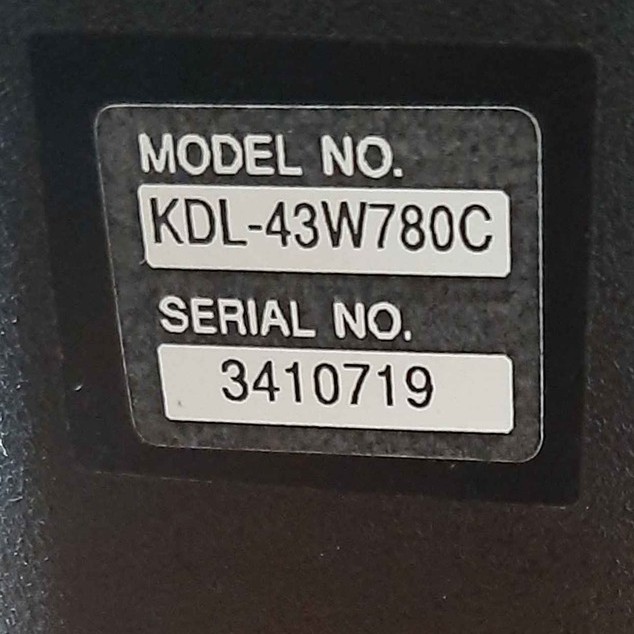 MODEL NO.
KDL-43W780C
SERIAL NO.
3410719